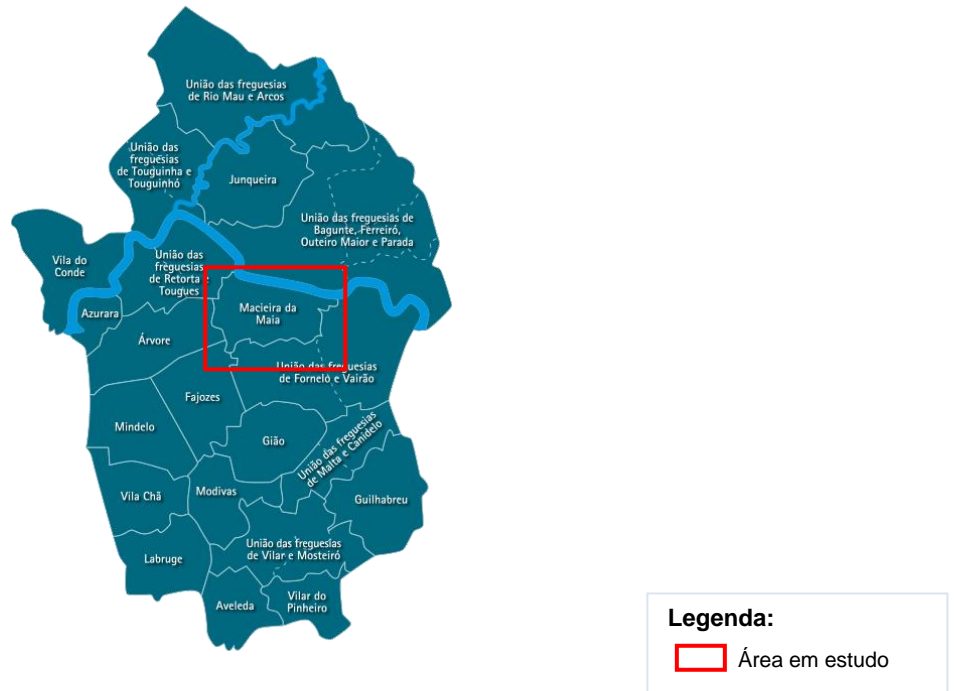 União das freguesias
de Rio Mau e Arcos
União das
freguesias
de Touguinha e
Touguinhó
Junqueira
União das freguesias de
Bagunte, Ferreiró,
Outeiro Maior e Parada
Vila do
Conde
União das
freguesias
de Retorta e
Tougues
Azurara
Macieira da
Maia
Árvore
União das freguesias
de Fornelo e Vairão
Fajozes
Mindelo
Gião
União das freguesias
de Malta e Canidelo
Vila Chã
Modivas
Guilhabreu
União das freguesias
de Vilar e Mosteiró
Labruge
Aveleda
Vilar do
Pinheiro
Legenda:
Área em estudo